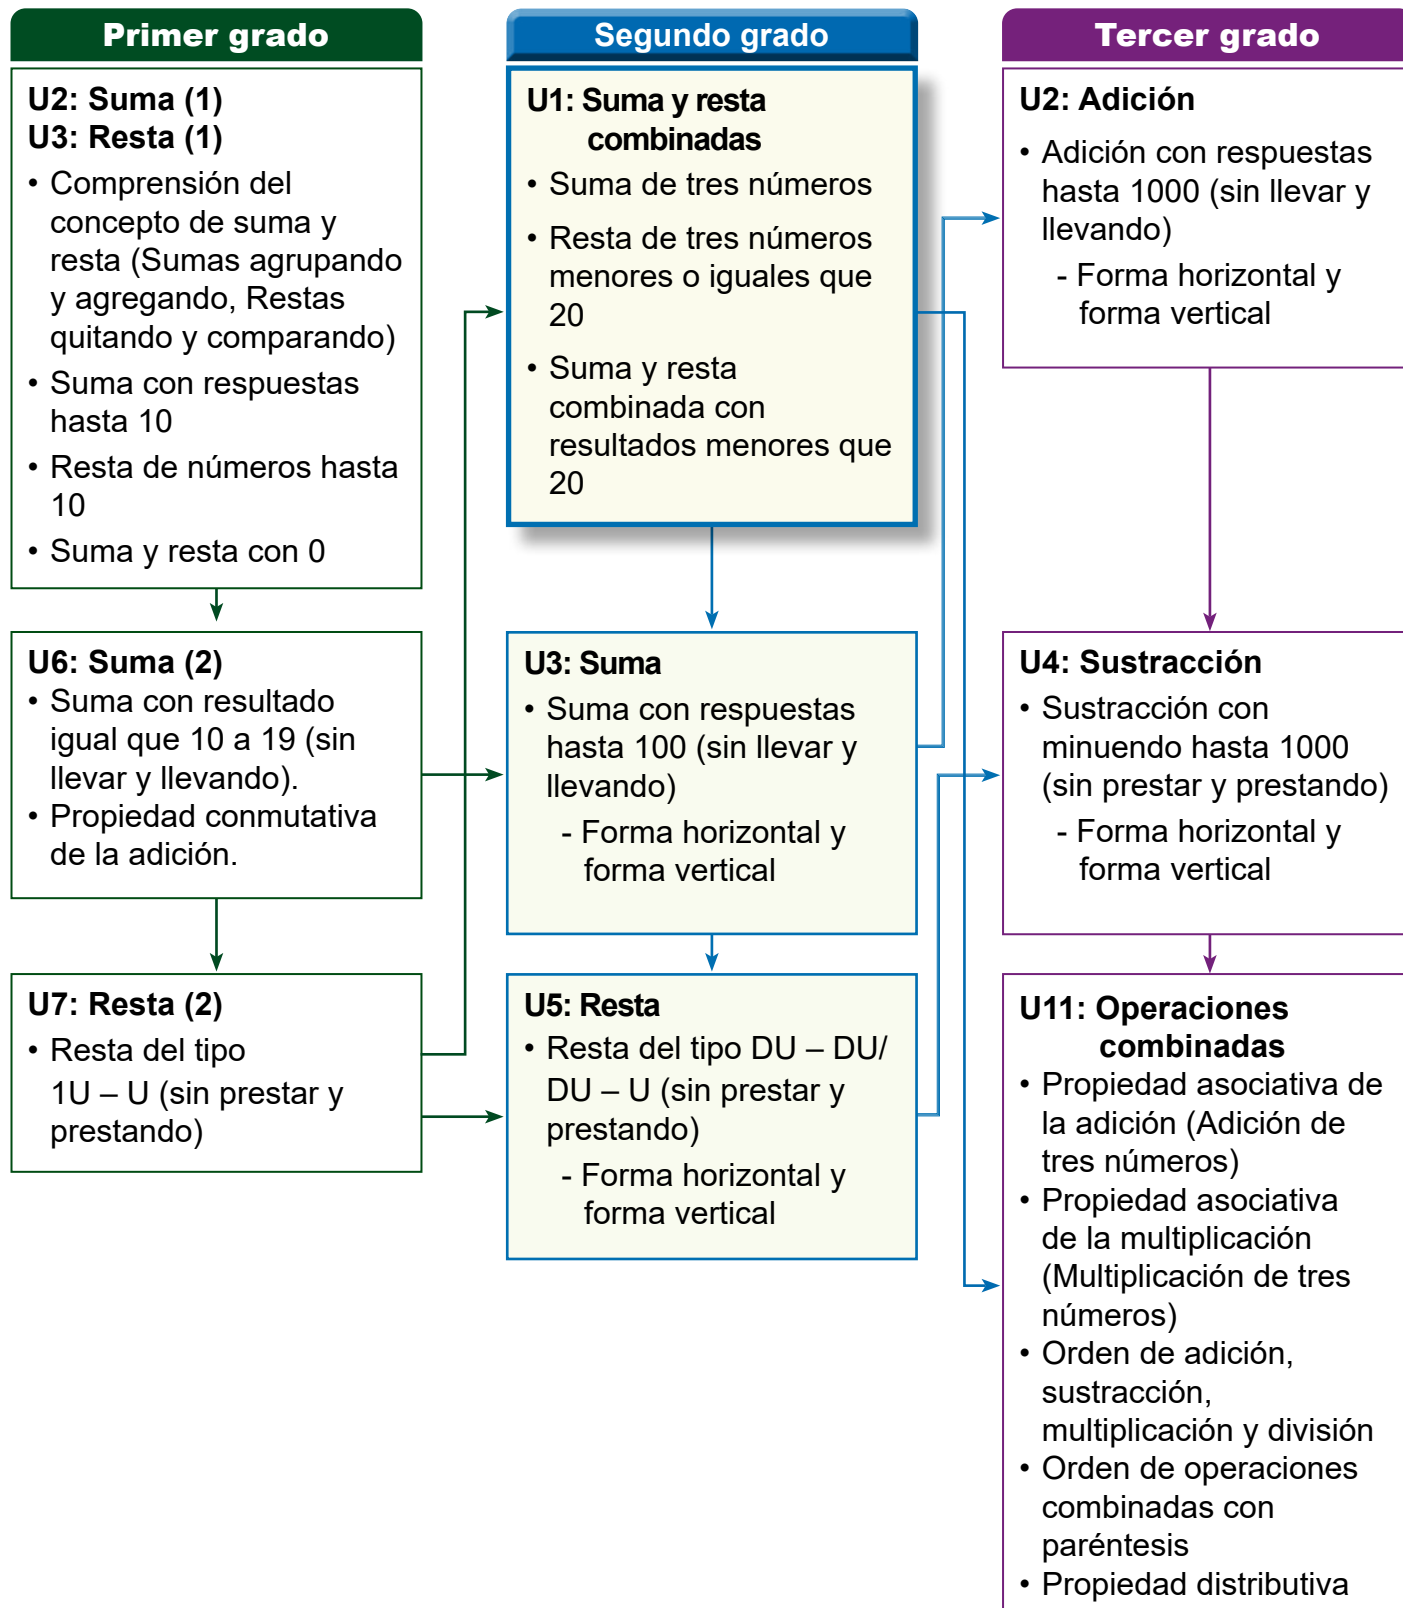 Primer grado
U2: Suma (1)
U3: Resta (1)
• Comprensión del
concepto de suma y
resta (Sumas agrupando
y agregando, Restas
quitando y comparando)
• Suma con respuestas
hasta 10
• Resta de números hasta
10
• Suma y resta con 0
U6: Suma (2)
• Suma con resultado
igual que 10 a 19 (sin
llevar y llevando).
• Propiedad conmutativa
de la adición.
U7: Resta (2)
• Resta del tipo
1U – U (sin prestar y
prestando)
Segundo grado
U1: Suma y resta
combinadas
• Suma de tres números
• Resta de tres números
menores o iguales que
20
• Suma y resta
combinada con
resultados menores que
20
U3: Suma
• Suma con respuestas
hasta 100 (sin llevar y
llevando)
- Forma horizontal y
forma vertical
U5: Resta
• Resta del tipo DU – DU/
DU – U (sin prestar y
prestando)
- Forma horizontal y
forma vertical
Tercer grado
U2: Adición
• Adición con respuestas
hasta 1000 (sin llevar y
llevando)
- Forma horizontal y
forma vertical
U4: Sustracción
• Sustracción con
minuendo hasta 1000
(sin prestar y prestando)
- Forma horizontal y
forma vertical
U11: Operaciones
combinadas
• Propiedad asociativa de
la adición (Adición de
tres números)
• Propiedad asociativa
de la multiplicación
(Multiplicación de tres
números)
• Orden de adición,
sustracción,
multiplicación y división
• Orden de operaciones
combinadas con
paréntesis
• Propiedad distributiva